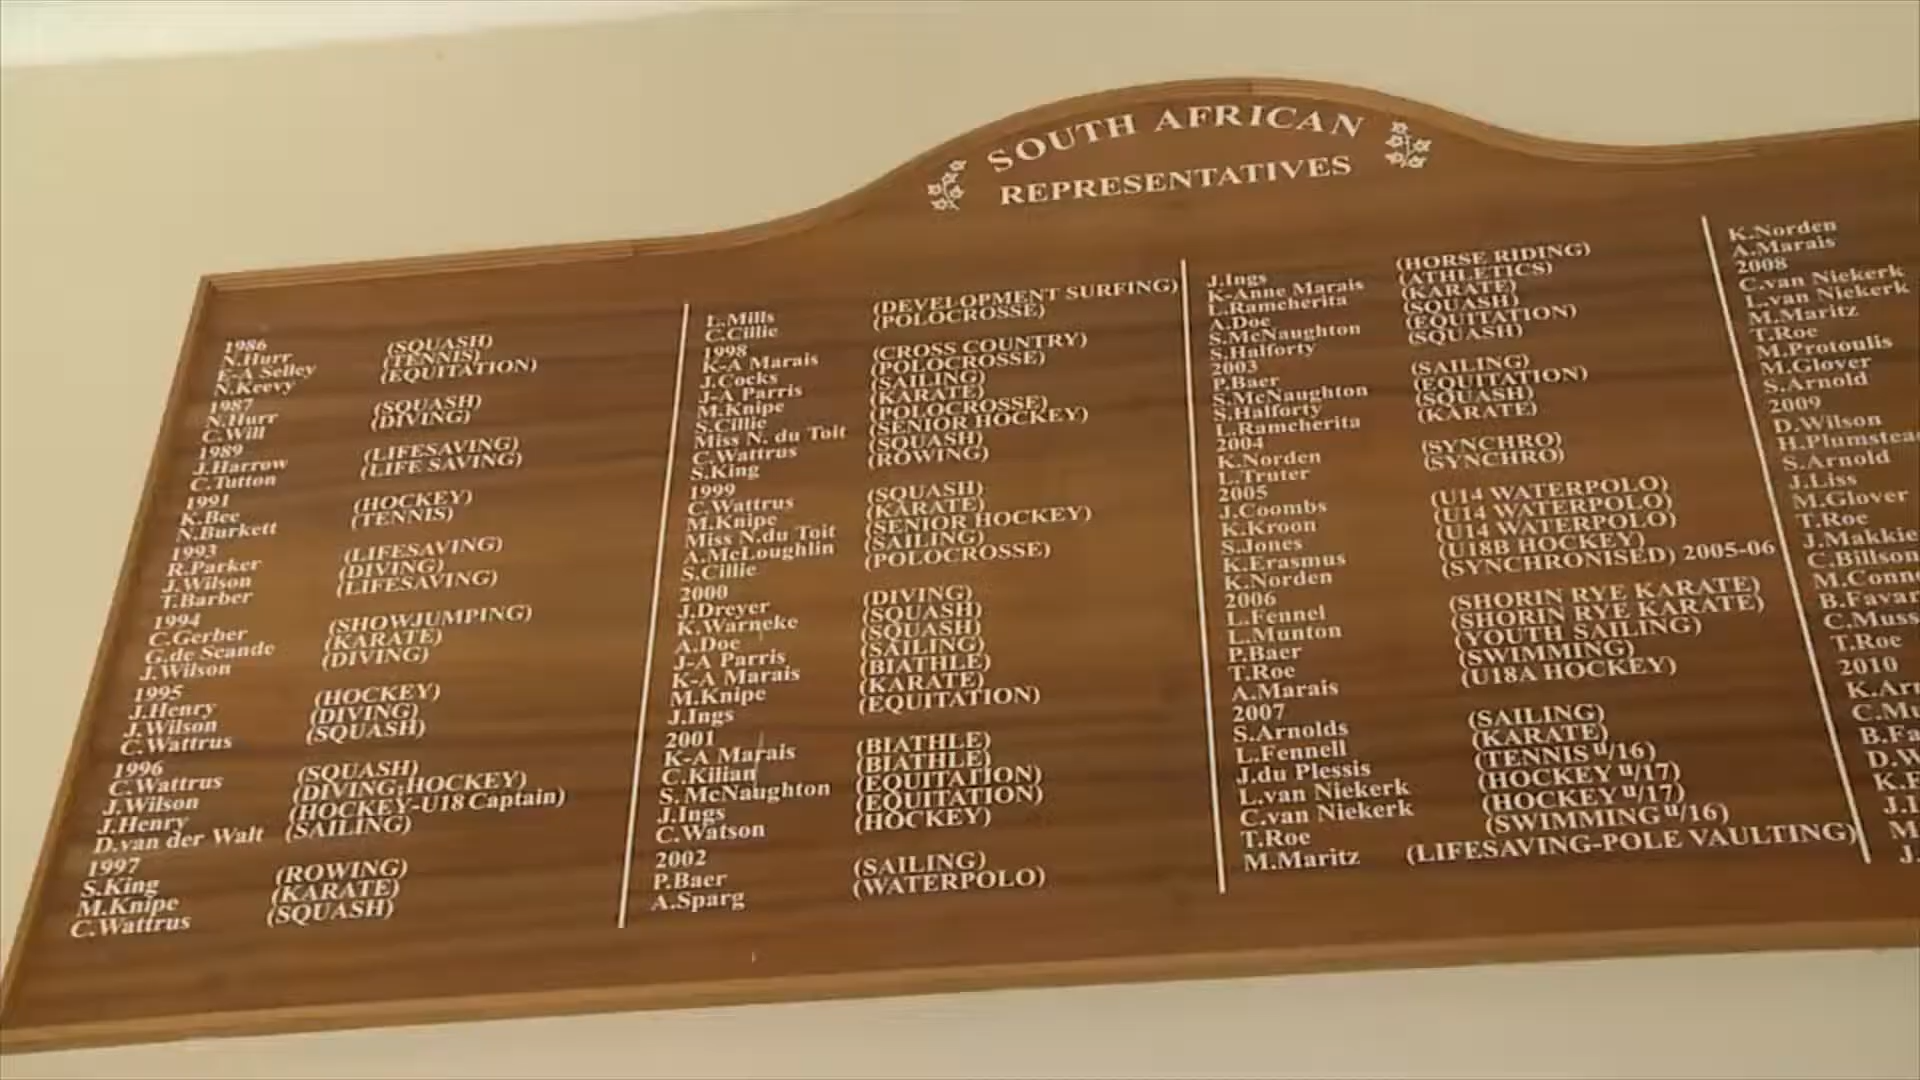 SOUTH AFRICAN
REPRESENTATIVES
1986
N.Hurr (SQUASH)
E-A Selley (TENNIS)
N.Keevy (EQUITATION)
1987
N.Hurr (SQUASH)
C.Will (DIVING)
1989
J.Harrow (LIFESAVING)
C.Tutton (LIFE SAVING)
1991
K.Bee (HOCKEY)
N.Burkett (TENNIS)
1993
R.Parker (LIFESAVING)
J.Wilson (DIVING)
T.Barber (LIFESAVING)
1994
C.Gerber (SHOWJUMPING)
G.de Scande (KARATE)
J.Wilson (DIVING)
1995
J.Henry (HOCKEY)
J.Wilson (DIVING)
C.Wattrus (SQUASH)
1996
C.Wattrus (SQUASH)
J.Wilson (DIVING;HOCKEY)
J.Henry (HOCKEY-U18 Captain)
D.van der Walt (SAILING)
1997
S.King (ROWING)
M.Knipe (KARATE)
C.Wattrus (SQUASH)
L.Mills (DEVELOPMENT SURFING)
C.Cillie (POLOCROSSE)
1998
K-A Marais (CROSS COUNTRY)
J.Cocks (POLOCROSSE)
J-A Parris (SAILING)
M.Knipe (KARATE)
S.Cillie (POLOCROSSE)
Miss N. du Toit (SENIOR HOCKEY)
C.Wattrus (SQUASH)
S.King (ROWING)
1999
C.Wattrus (SQUASH)
M.Knipe (KARATE)
Miss N.du Toit (SENIOR HOCKEY)
A.McLoughlin (SAILING)
S.Cillie (POLOCROSSE)
2000
J.Dreyer (DIVING)
K.Warneke (SQUASH)
A.Doe (SQUASH)
J-A Parris (SAILING)
K-A Marais (BIATHLE)
M.Knipe (KARATE)
J.Ings (EQUITATION)
2001
K-A Marais (BIATHLE)
C.Kilian (BIATHLE)
S. McNaughton (EQUITATION)
J.Ings (EQUITATION)
C.Watson (HOCKEY)
2002
P.Baer (SAILING)
A.Sparg (WATERPOLO)
J.Ings (HORSE RIDING)
K-Anne Marais (ATHLETICS)
L.Ramcherita (KARATE)
A.Doe (SQUASH)
S.McNaughton (EQUITATION)
S.Halforty (SQUASH)
2003
P.Baer (SAILING)
S.McNaughton (EQUITATION)
S.Halforty (SQUASH)
L.Ramcherita (KARATE)
2004
K.Norden (SYNCHRO)
L.Truter (SYNCHRO)
2005
J.Coombs (U14 WATERPOLO)
K.Kroon (U14 WATERPOLO)
S.Jones (U14 WATERPOLO)
K.Erasmus (U18B HOCKEY)
K.Norden (SYNCHRONISED) 2005-06
2006
L.Fennel (SHORIN RYE KARATE)
L.Munton (SHORIN RYE KARATE)
P.Baer (YOUTH SAILING)
T.Roe (SWIMMING)
A.Marais (U18A HOCKEY)
2007
S.Arnolds (SAILING)
L.Fennell (KARATE)
J.du Plessis (TENNIS u/16)
L.van Niekerk (HOCKEY u/17)
C.van Niekerk (HOCKEY u/17)
T.Roe (SWIMMING u/16)
M.Maritz (LIFESAVING-POLE VAULTING)
K.Norden
A.Marais
2008
C.van Niekerk
L.van Niekerk
M.Maritz
T.Roe
M.Protoulis
M.Glover
S.Arnold
2009
D.Wilson
H.Plumstea
S.Arnold
J.Liss
M.Glover
T.Roe
J.Makkie
C.Billson
M.Conn
B.Favar
C.Muss
T.Roe
2010
K.Ar
C.Mu
B.Fa
D.W
K.E
J.
M.
J.